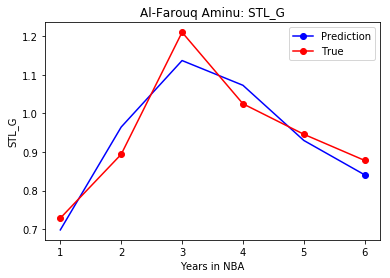 Al-Farouq Aminu: STL_G
Prediction
True
1.2
1.1
1.0
0.9
0.8
0.7
STL_G
1 2 3 4 5 6
Years in NBA